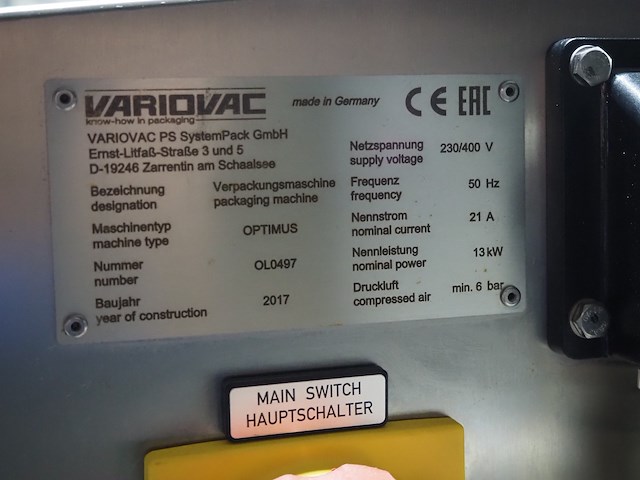 VARIOVAC
know-how in packaging
made in Germany
CE EAC
VARIOVAC PS SystemPack GmbH
Ernst-Litfaß-Straße 3 und 5
D-19246 Zarrentin am Schaalsee
Bezeichnung Verpackungsmaschine
designation packaging machine
Maschinentyp
machine type OPTIMUS
Nummer
number OL0497
Baujahr 2017
year of construction
Netzspannung 230/400 V
supply voltage
Frequenz 50 Hz
frequency
Nennstrom 21 A
nominal current
Nennleistung 13 kW
nominal power
Druckluft min. 6 bar
compressed air
MAIN SWITCH
HAUPTSCHALTER